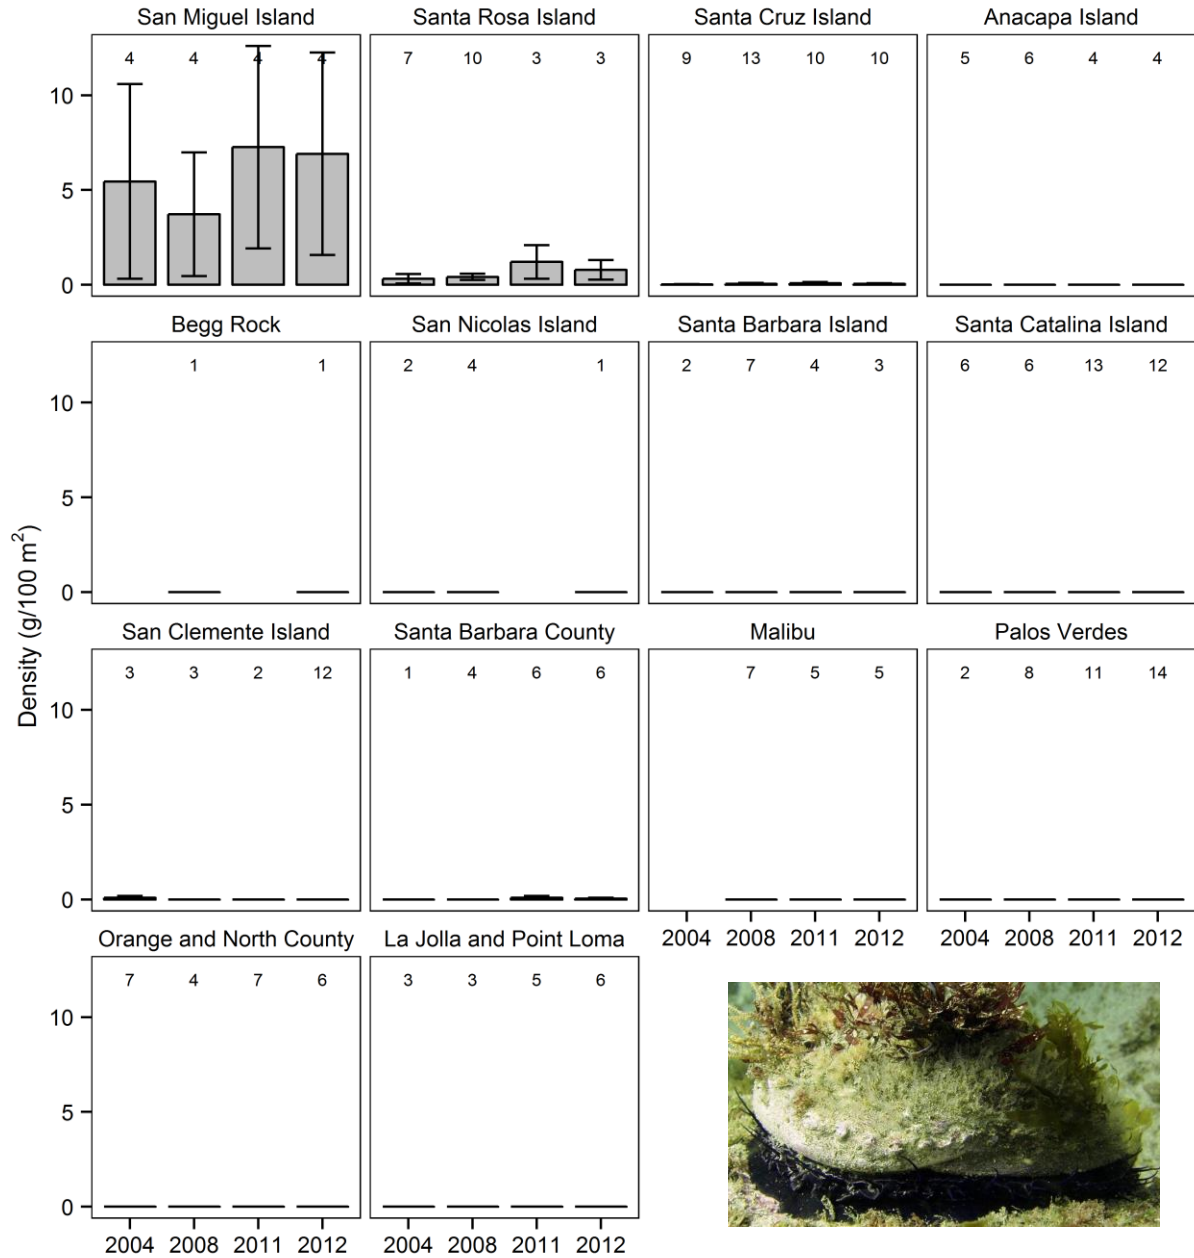 San Miguel Island Santa Rosa Island Santa Cruz Island Anacapa Island
4 4 4 4 7 10 3 3 9 13 10 10 5 6 4 4
10
5
0
Begg Rock San Nicolas Island Santa Barbara Island Santa Catalina Island
1 1 2 4 1 2 7 4 3 6 6 13 12
10
5
0
Density (g/100 m²)
San Clemente Island Santa Barbara County Malibu Palos Verdes
3 3 2 12 1 4 6 6 7 5 5 2 8 11 14
10
5
0
2004 2008 2011 2012 2004 2008 2011 2012
Orange and North County La Jolla and Point Loma
7 4 7 6 3 3 5 6
10
5
0
2004 2008 2011 2012 2004 2008 2011 2012